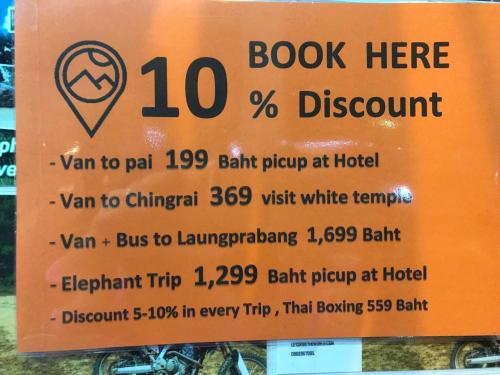 BOOK HERE
10 % Discount
- Van to pai 199 Baht picup at Hotel
- Van to Chingrai 369 visit white temple
- Van + Bus to Laungprabang 1,699 Baht
- Elephant Trip 1,299 Baht picup at Hotel
- Discount 5-10% in every Trip , Thai Boxing 559 Baht